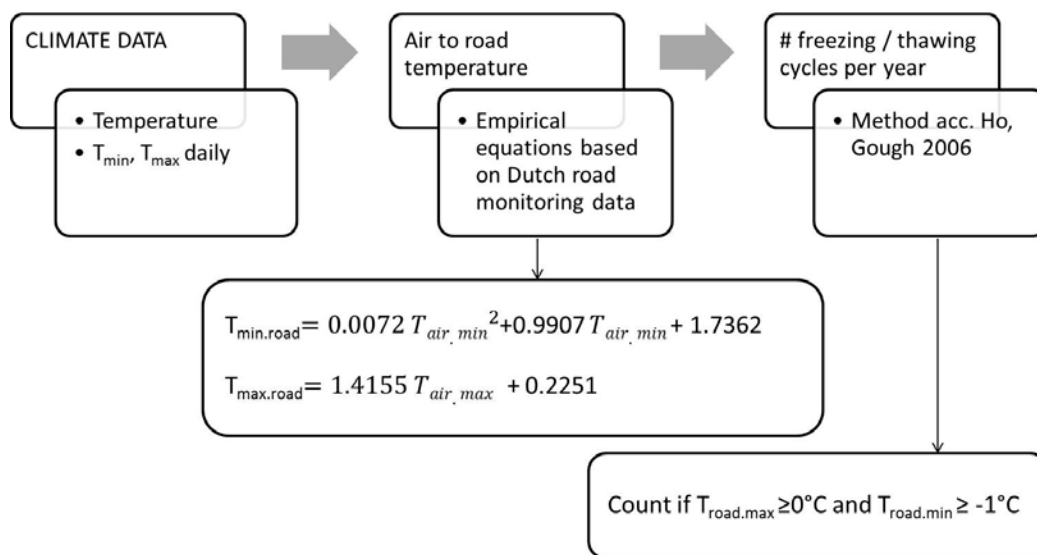 CLIMATE DATA
• Temperature
• Tmin, Tmax daily
Air to road
temperature
• Empirical
equations based
on Dutch road
monitoring data
# freezing / thawing
cycles per year
• Method acc. Ho,
Gough 2006
Tmin.road= 0.0072 Tair. min²+0.9907 Tair. min + 1.7362
Tmax.road= 1.4155 Tair. max + 0.2251
Count if Troad.max ≥0°C and Troad.min ≥ -1°C